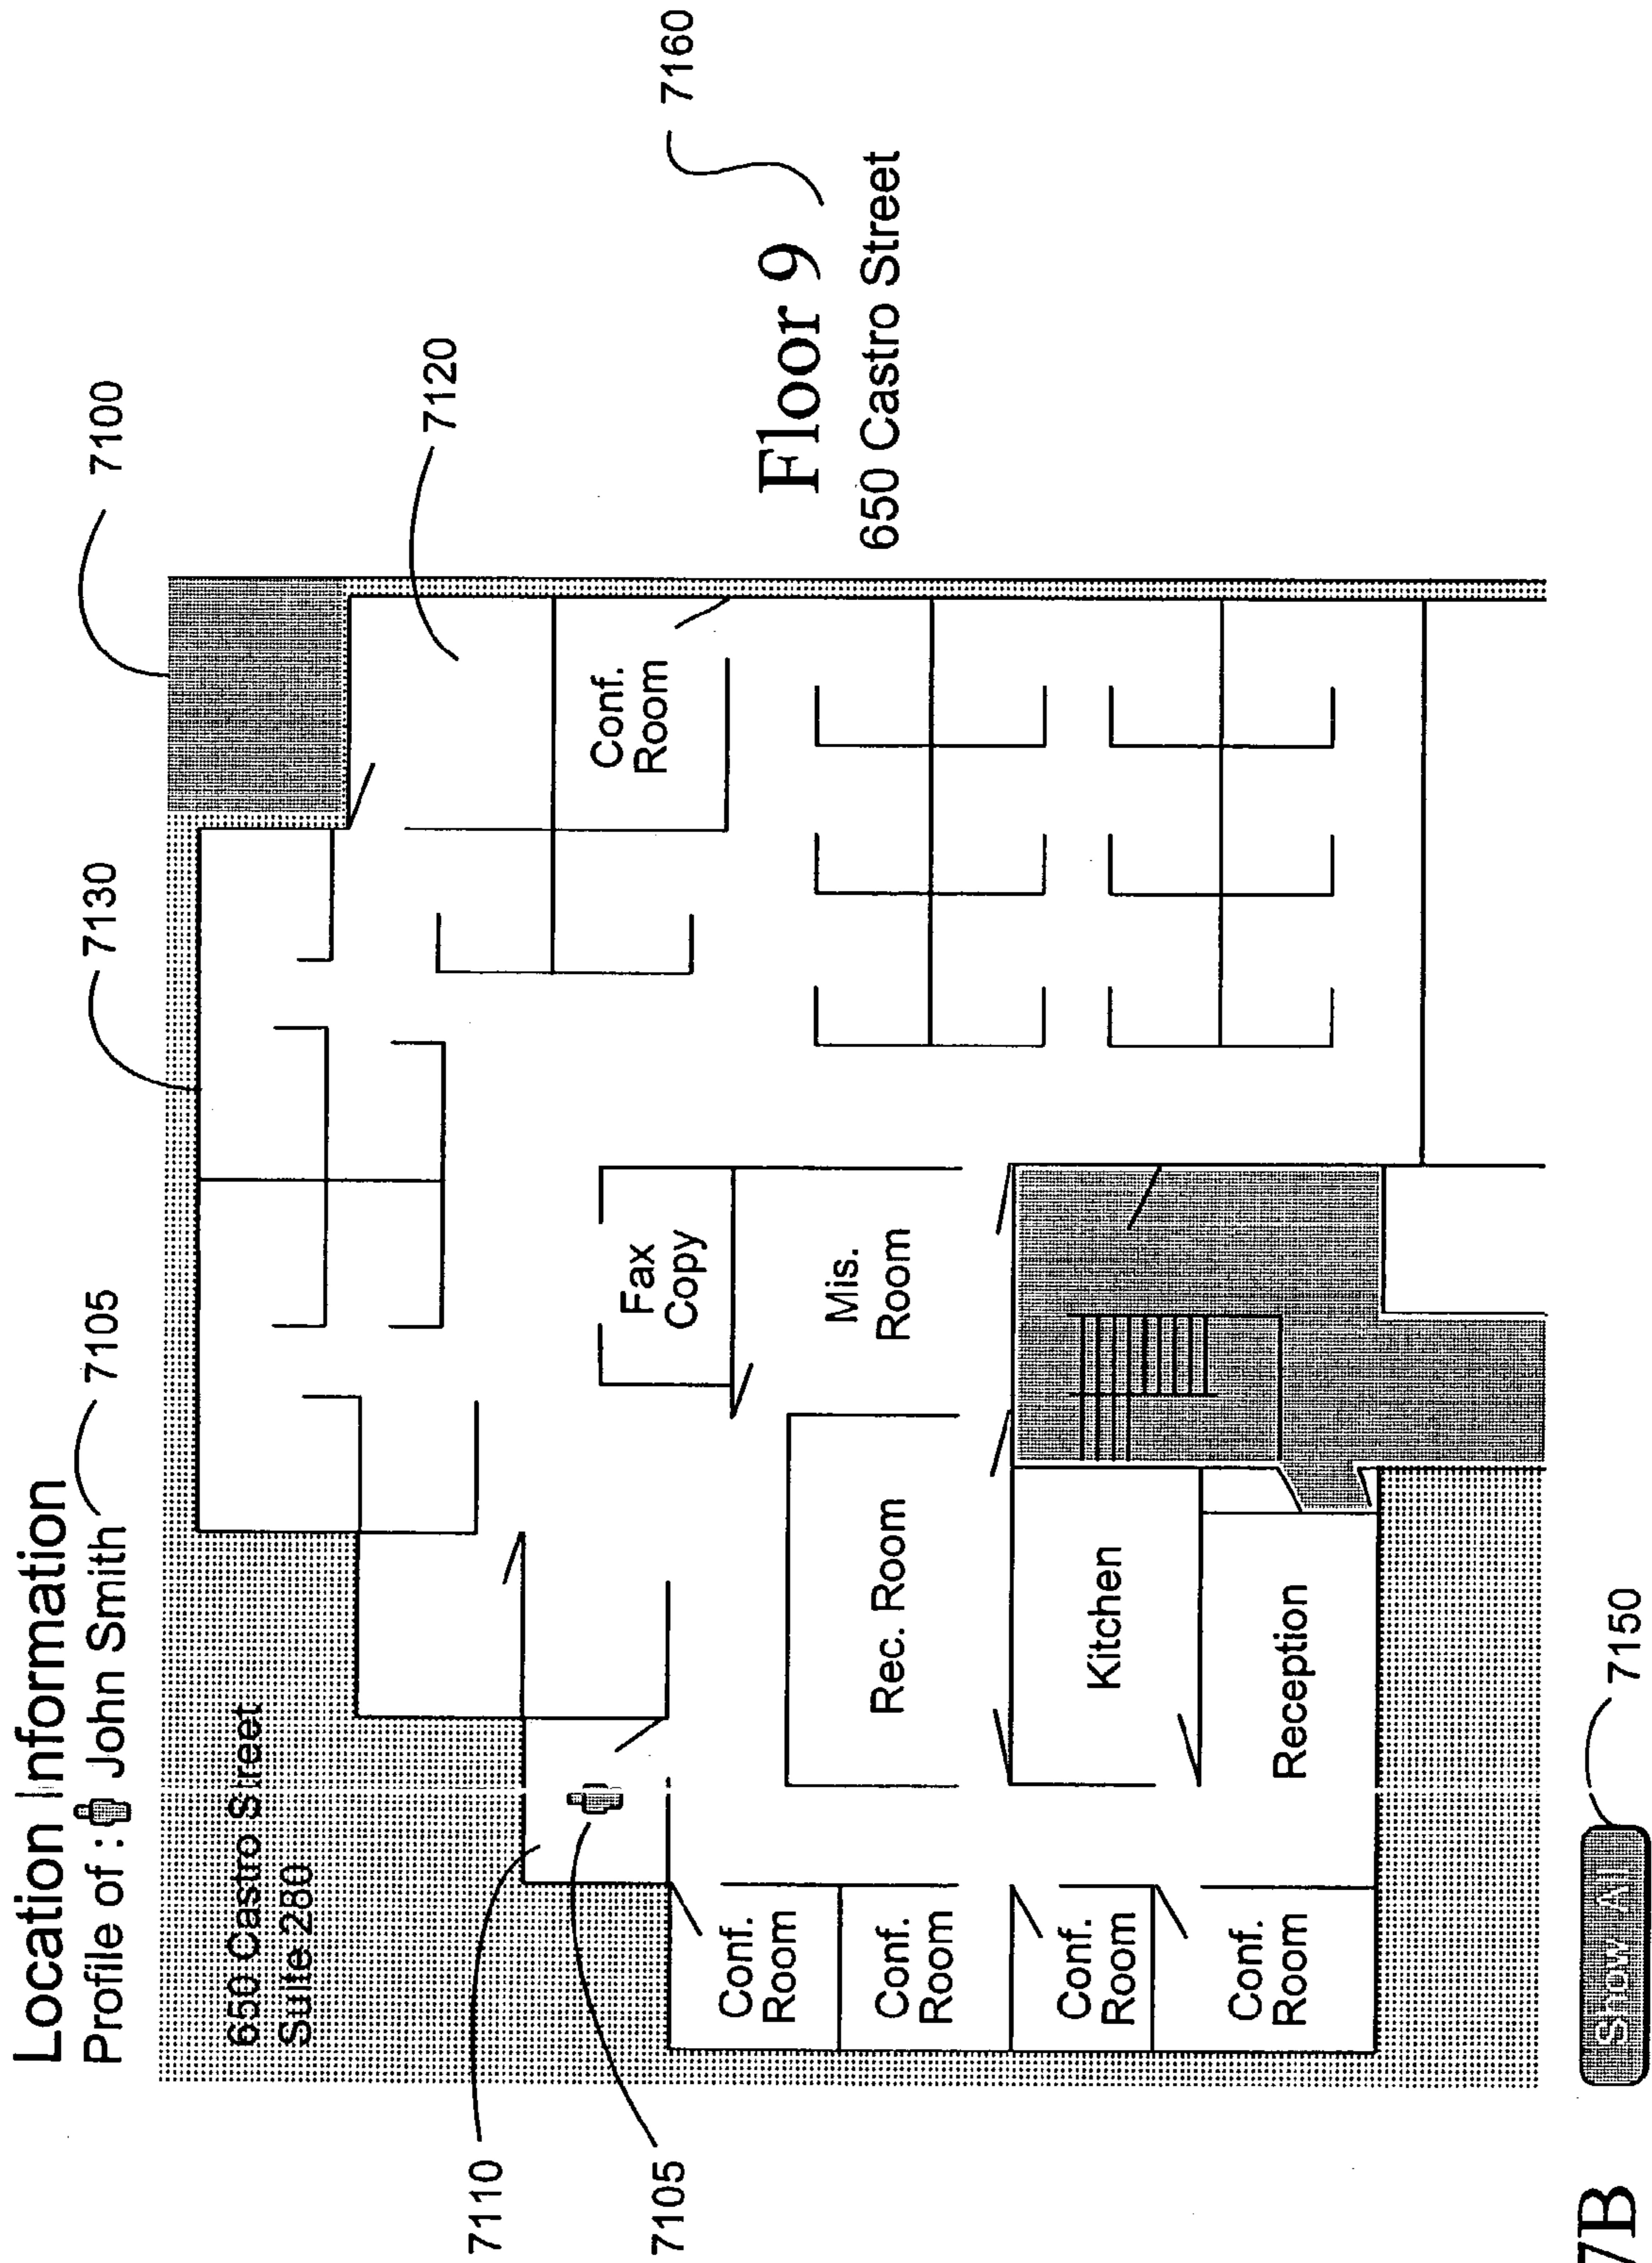 Location Information
Profile of : John Smith
7105
7100
7130
650 Castro Street
Suite 280
7120
7160
Floor 9
650 Castro Street
Conf.
Room
Fax
Copy
Mis.
Room
Rec. Room
Kitchen
Reception
Conf.
Room
Conf.
Room
Conf.
Room
Conf.
Room
7110
7105
Show All
7150
7B